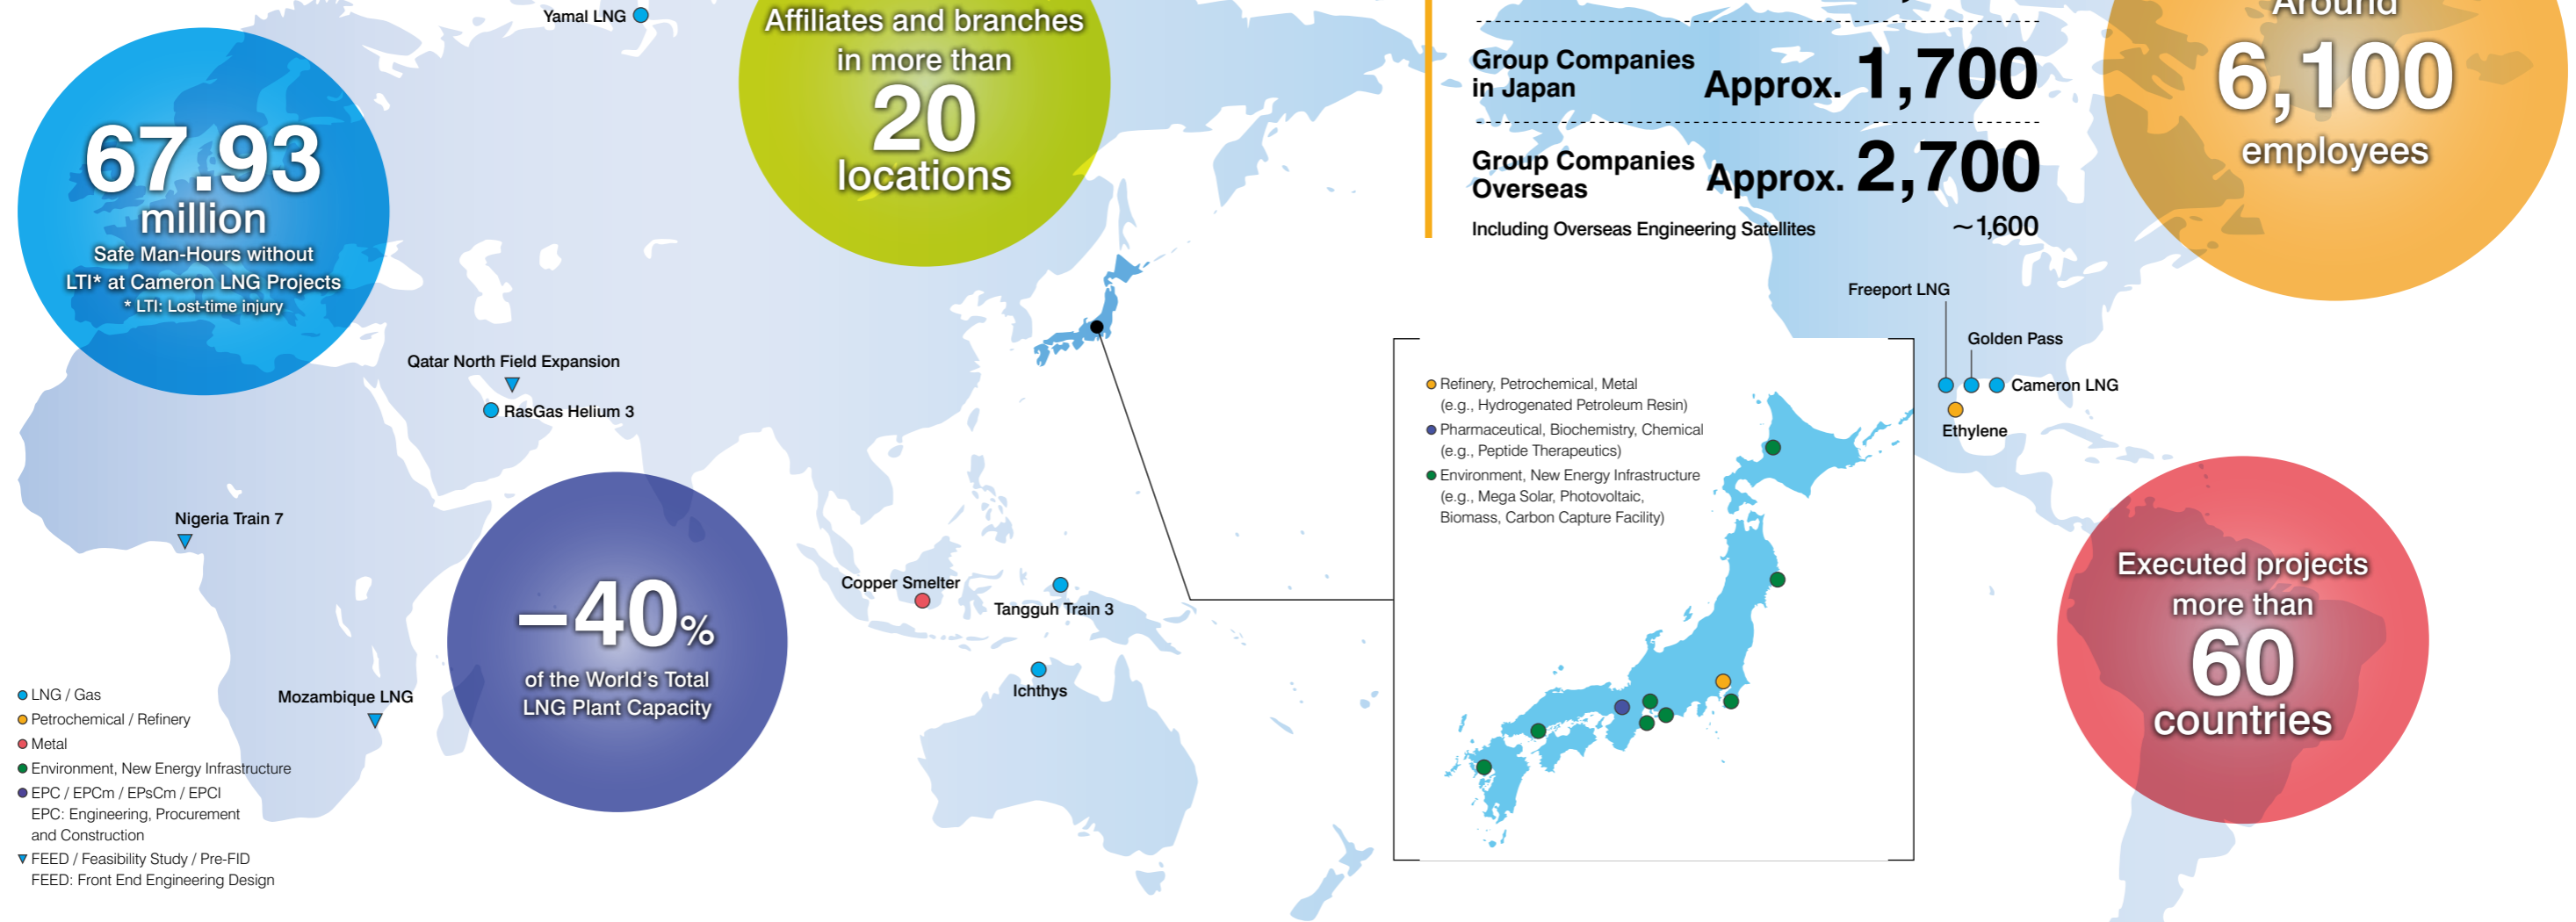 Yamal LNG
Affiliates and branches
in more than
20
locations
Around
6,100
employees
Group Companies
in Japan
Approx. 1,700
Group Companies
Overseas
Approx. 2,700
Including Overseas Engineering Satellites
~1,600
67.93
million
Safe Man-Hours without
LTI* at Cameron LNG Projects
* LTI: Lost-time injury
Freeport LNG
Golden Pass
Cameron LNG
Ethylene
Qatar North Field Expansion
RasGas Helium 3
Refinery, Petrochemical, Metal
(e.g., Hydrogenated Petroleum Resin)
Pharmaceutical, Biochemistry, Chemical
(e.g., Peptide Therapeutics)
Environment, New Energy Infrastructure
(e.g., Mega Solar, Photovoltaic,
Biomass, Carbon Capture Facility)
Nigeria Train 7
–40%
of the World's Total
LNG Plant Capacity
Copper Smelter
Tangguh Train 3
Ichthys
Executed projects
more than
60
countries
Mozambique LNG
LNG / Gas
Petrochemical / Refinery
Metal
Environment, New Energy Infrastructure
EPC / EPCm / EPsCm / EPCI
EPC: Engineering, Procurement
and Construction
FEED / Feasibility Study / Pre-FID
FEED: Front End Engineering Design